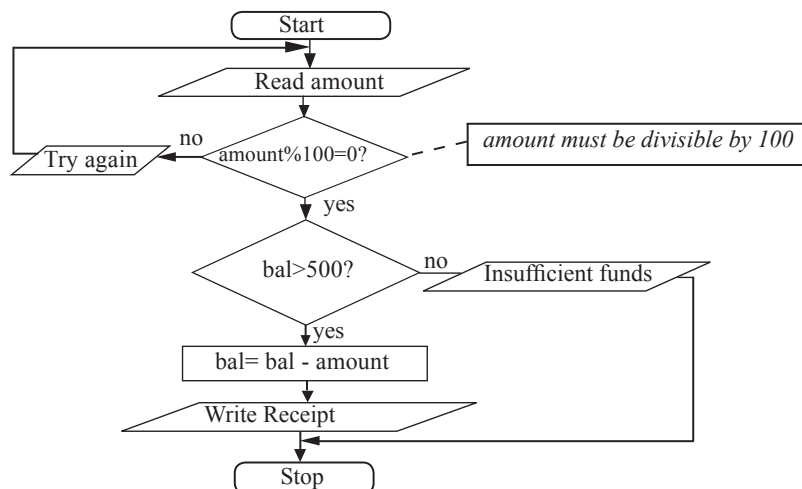 Start
Read amount
no
amount%100=0?
amount must be divisible by 100
Try again
yes
bal>500?
no
Insufficient funds
yes
bal= bal - amount
Write Receipt
Stop